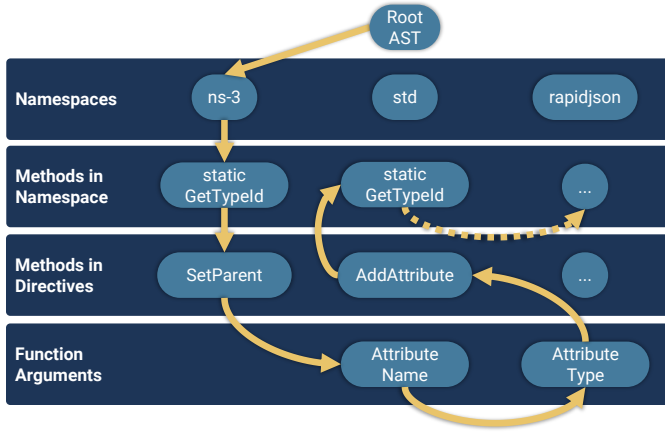 Root
AST
Namespaces
ns-3
std
rapidjson
Methods in
Namespace
static
GetTypeId
static
GetTypeId
...
Methods in
Directives
SetParent
AddAttribute
...
Function
Arguments
Attribute
Name
Attribute
Type